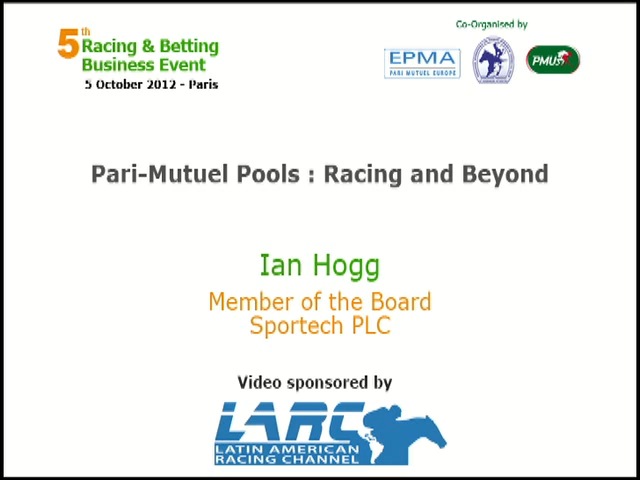 5th
Racing & Betting
Business Event
5 October 2012 - Paris
Co-Organised by
EPMA
PARI MUTUEL EUROPE
PMU
Pari-Mutuel Pools : Racing and Beyond
Ian Hogg
Member of the Board
Sportech PLC
Video sponsored by
LARC
LATIN AMERICAN
RACING CHANNEL